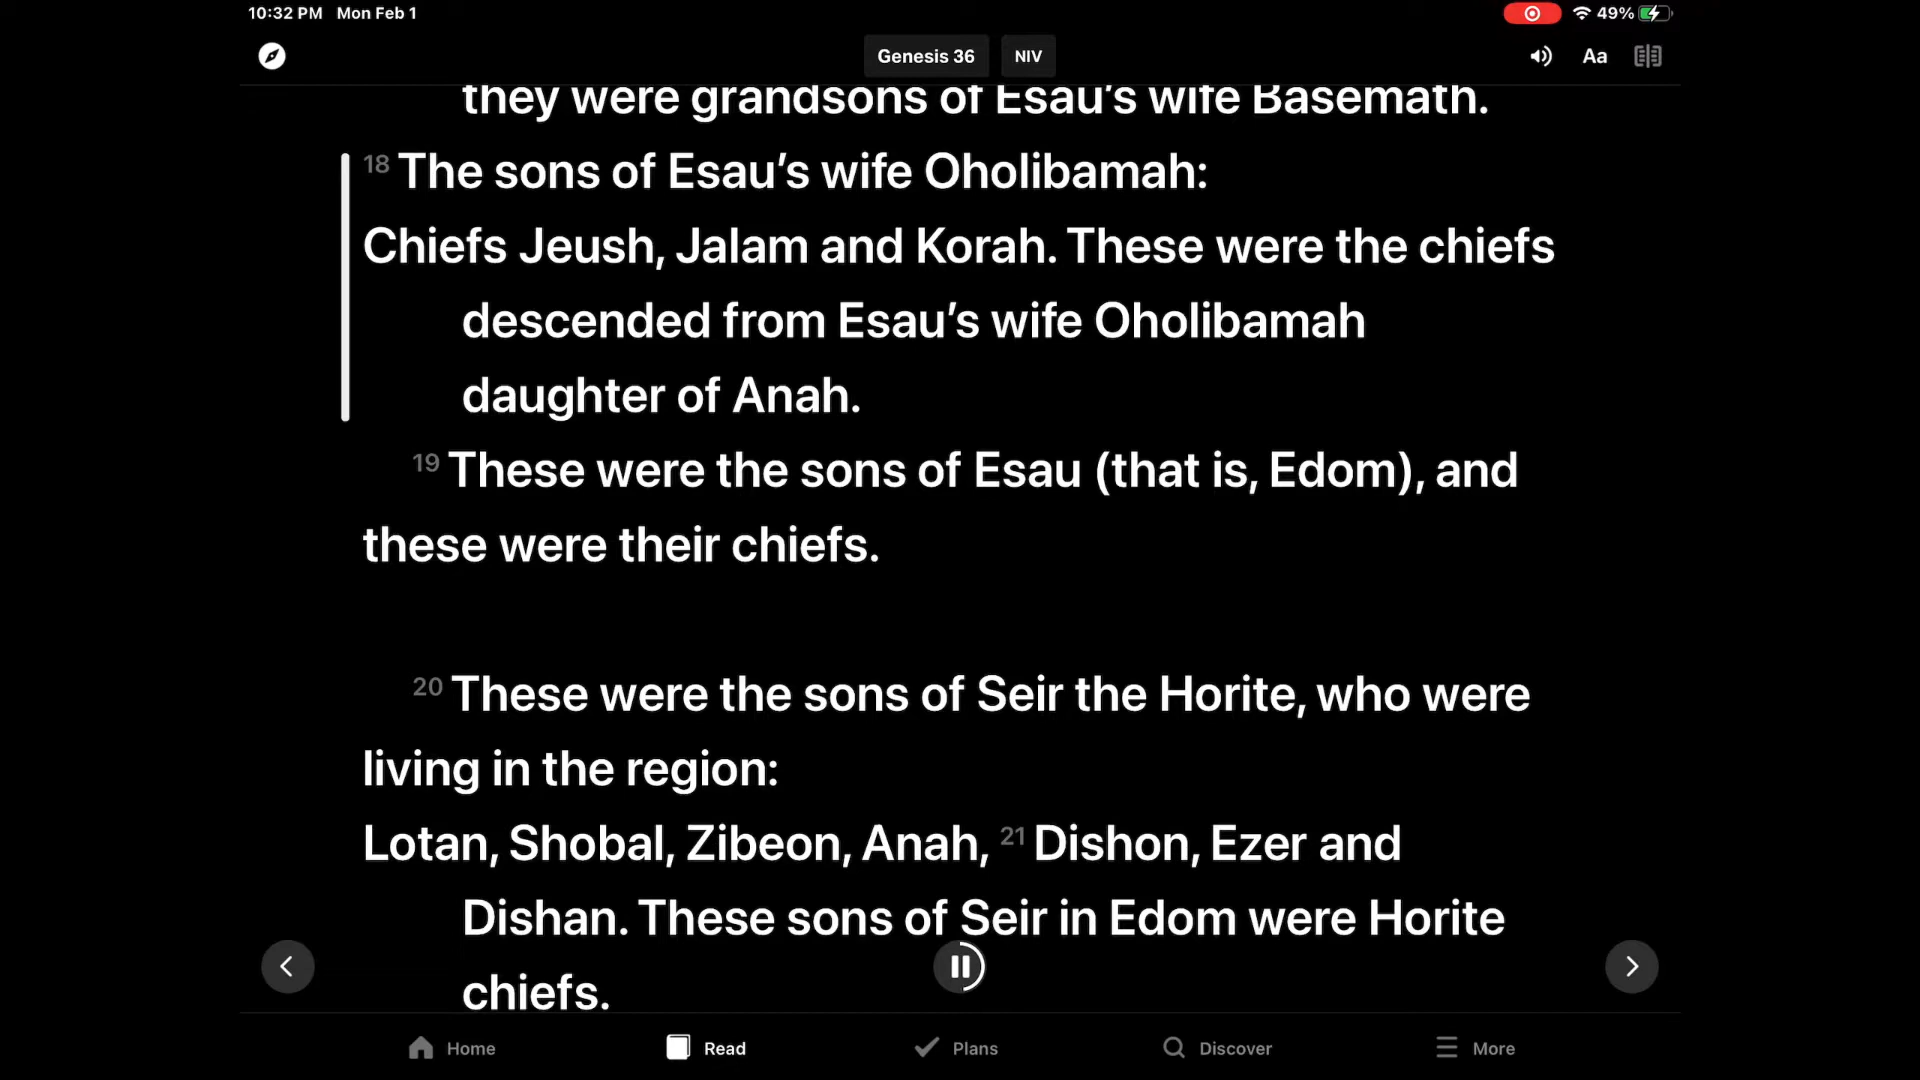 10:32 PM Mon Feb 1 49%
Genesis 36 NIV Aa
they were grandsons of Esau's wife Basemath.
18 The sons of Esau’s wife Oholibamah:
Chiefs Jeush, Jalam and Korah. These were the chiefs
descended from Esau’s wife Oholibamah
daughter of Anah.
19 These were the sons of Esau (that is, Edom), and
these were their chiefs.
20 These were the sons of Seir the Horite, who were
living in the region:
Lotan, Shobal, Zibeon, Anah, 21 Dishon, Ezer and
Dishan. These sons of Seir in Edom were Horite
chiefs.
Home Read Plans Discover More